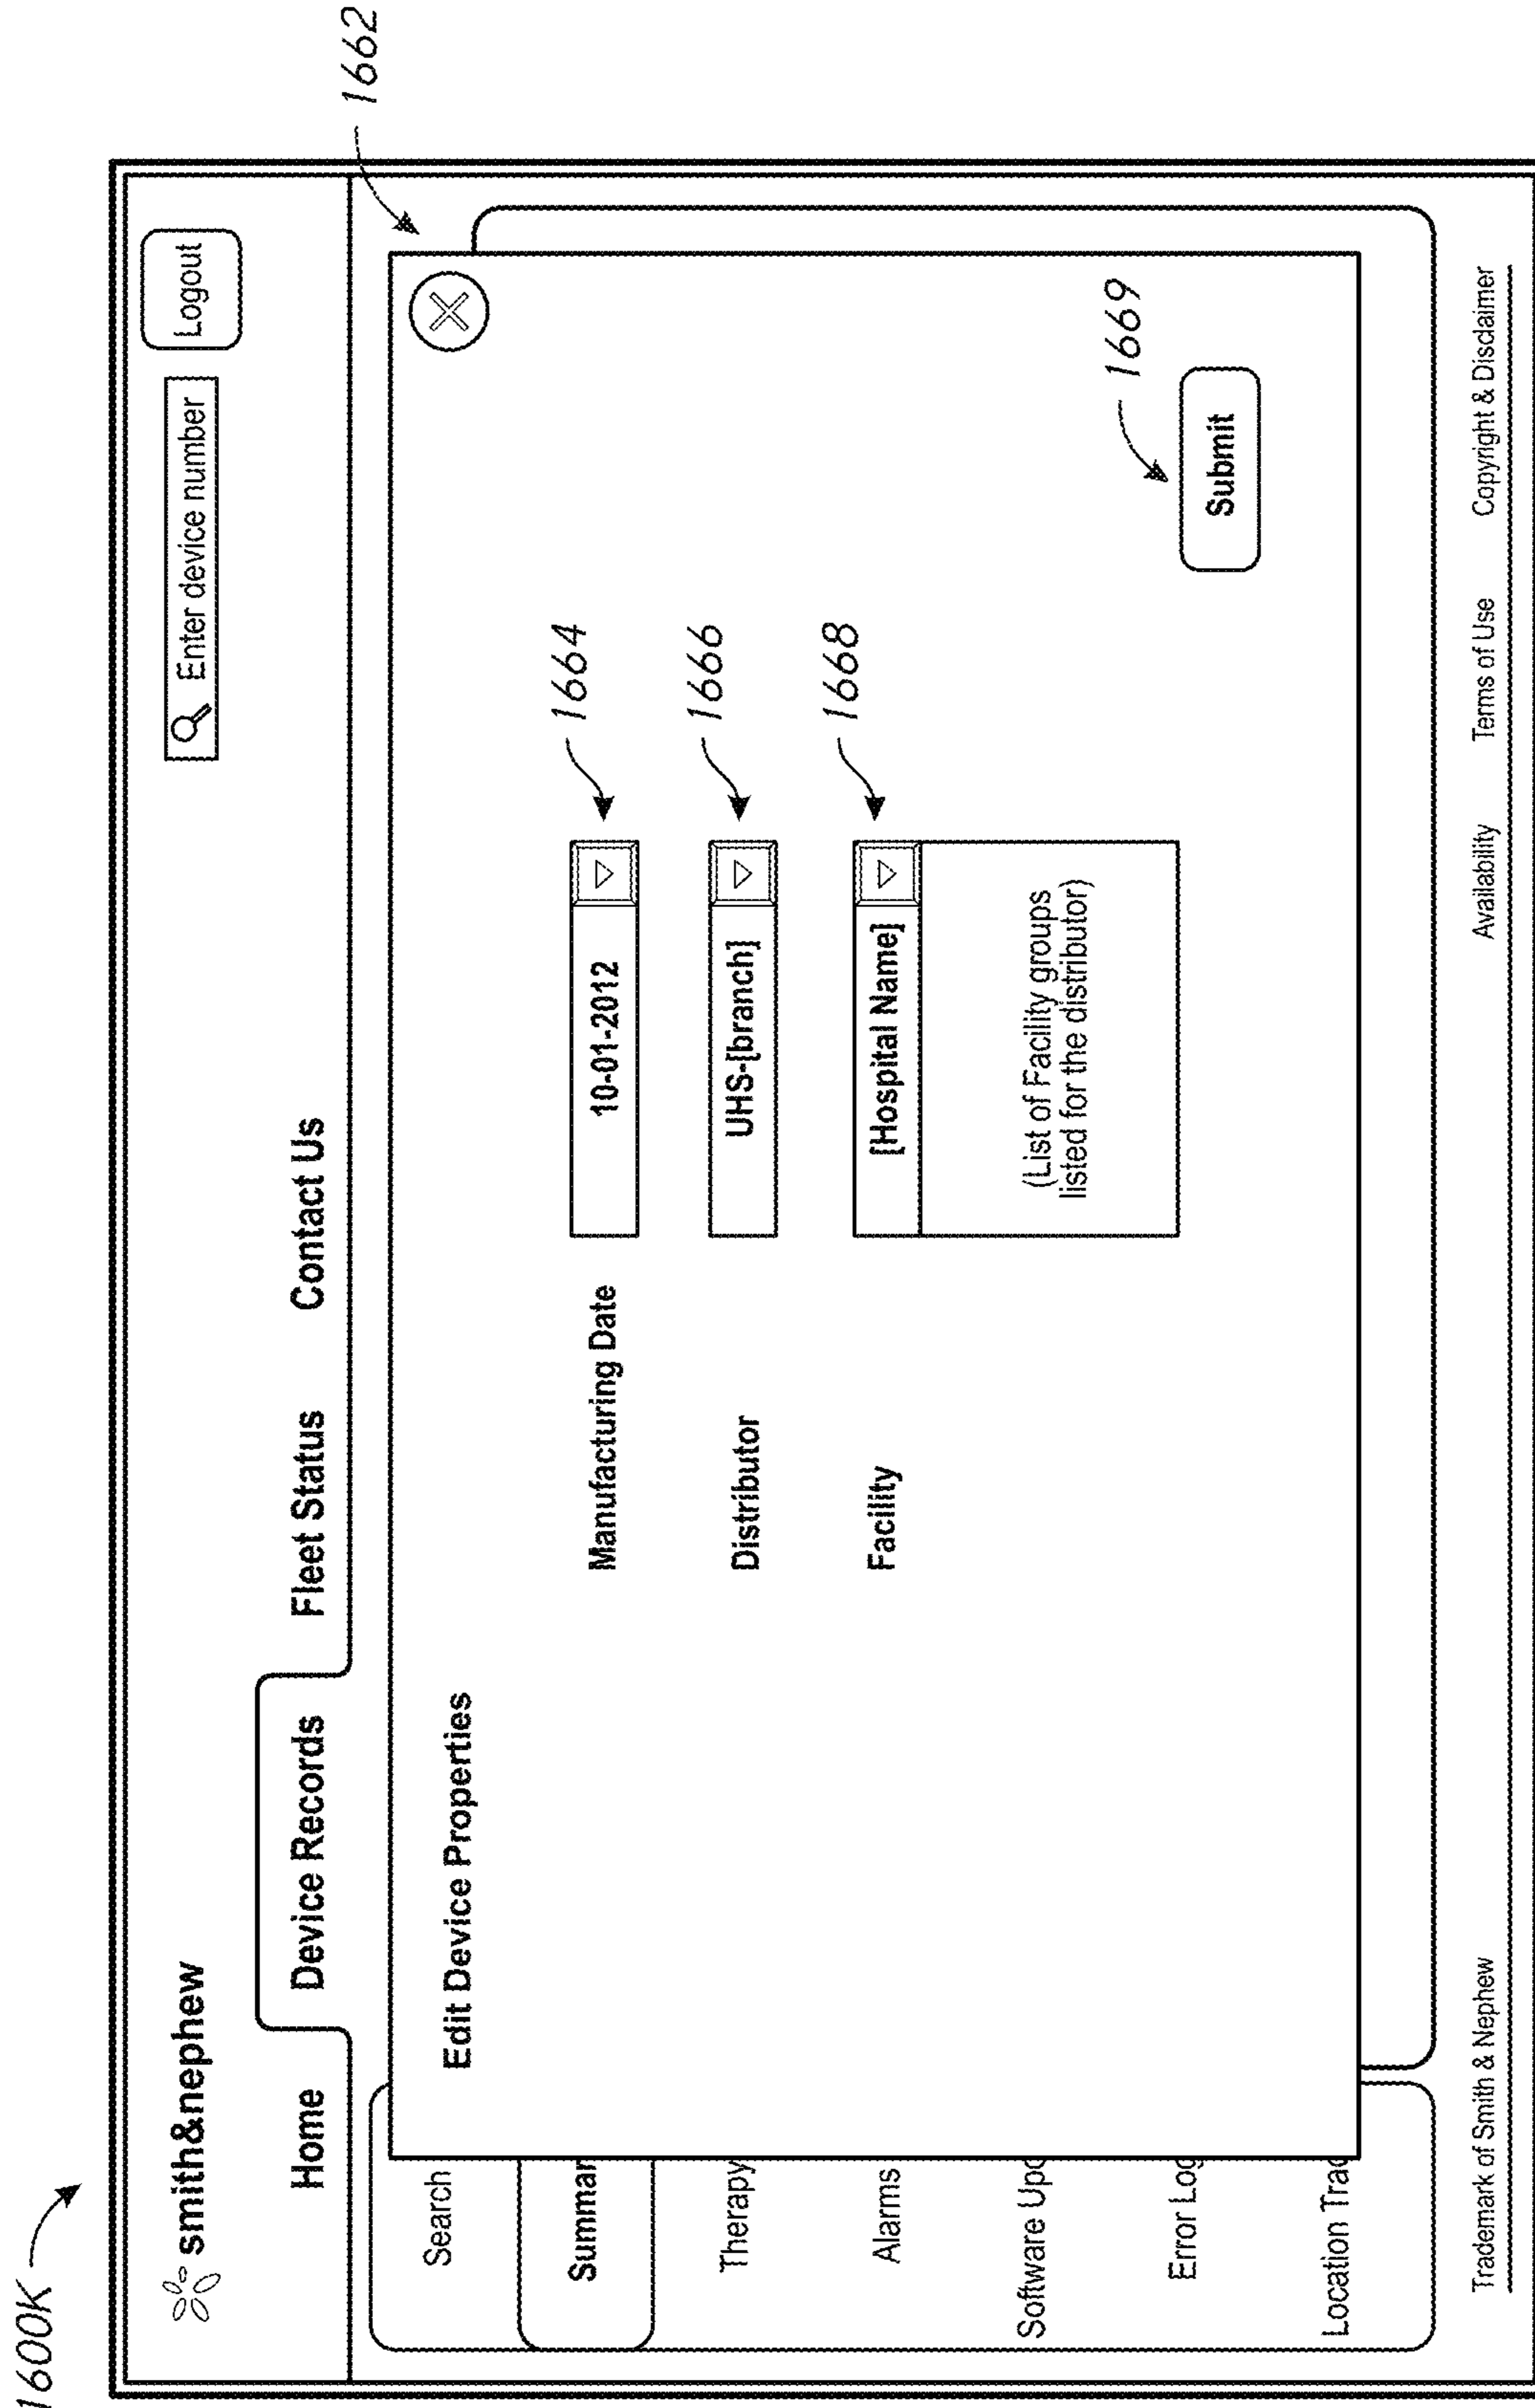 1600K
smith&nephew
Enter device number
Logout
Home
Device Records
Fleet Status
Contact Us
1662
Search
Summar
Therapy
Alarms
Software Upd
Error Log
Location Trac
Edit Device Properties
Manufacturing Date
10-01-2012
1664
Distributor
UHS-[branch]
1666
Facility
[Hospital Name]
1668
(List of Facility groups
listed for the distributor)
1669
Submit
Trademark of Smith & Nephew
Availability
Terms of Use
Copyright & Disclaimer